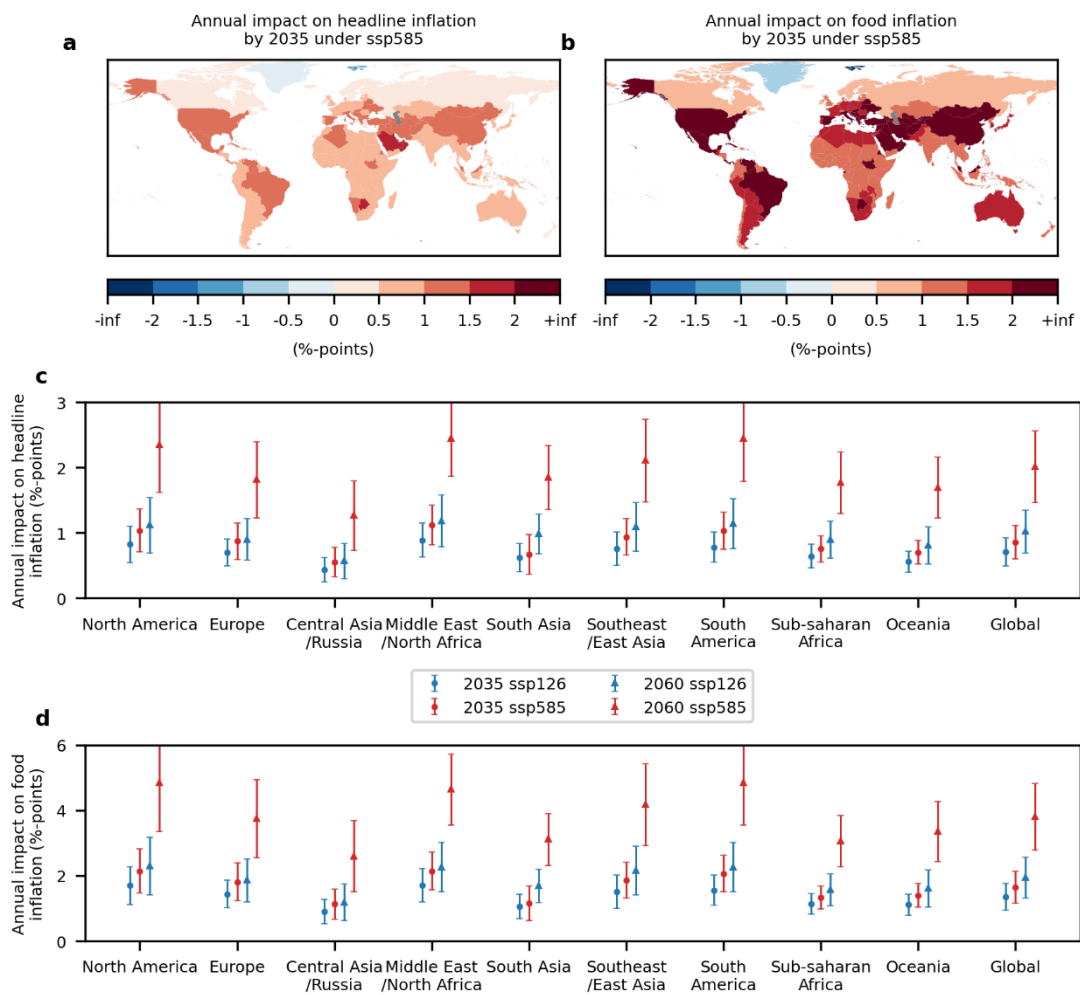 Annual impact on headline inflation
by 2035 under ssp585
a
Annual impact on food inflation
by 2035 under ssp585
b
-inf -2 -1.5 -1 -0.5 0 0.5 1 1.5 2 +inf
(%-points)
-inf -2 -1.5 -1 -0.5 0 0.5 1 1.5 2 +inf
(%-points)
c
Annual impact on headline
inflation (%-points)
3
2
1
0
North America Europe Central Asia Middle East South Asia Southeast South Sub-saharan Oceania Global
/Russia /North Africa /East Asia America Africa
2035 ssp126 2060 ssp126
2035 ssp585 2060 ssp585
d
Annual impact on food
inflation (%-points)
6
4
2
0
North America Europe Central Asia Middle East South Asia Southeast South Sub-saharan Oceania Global
/Russia /North Africa /East Asia America Africa